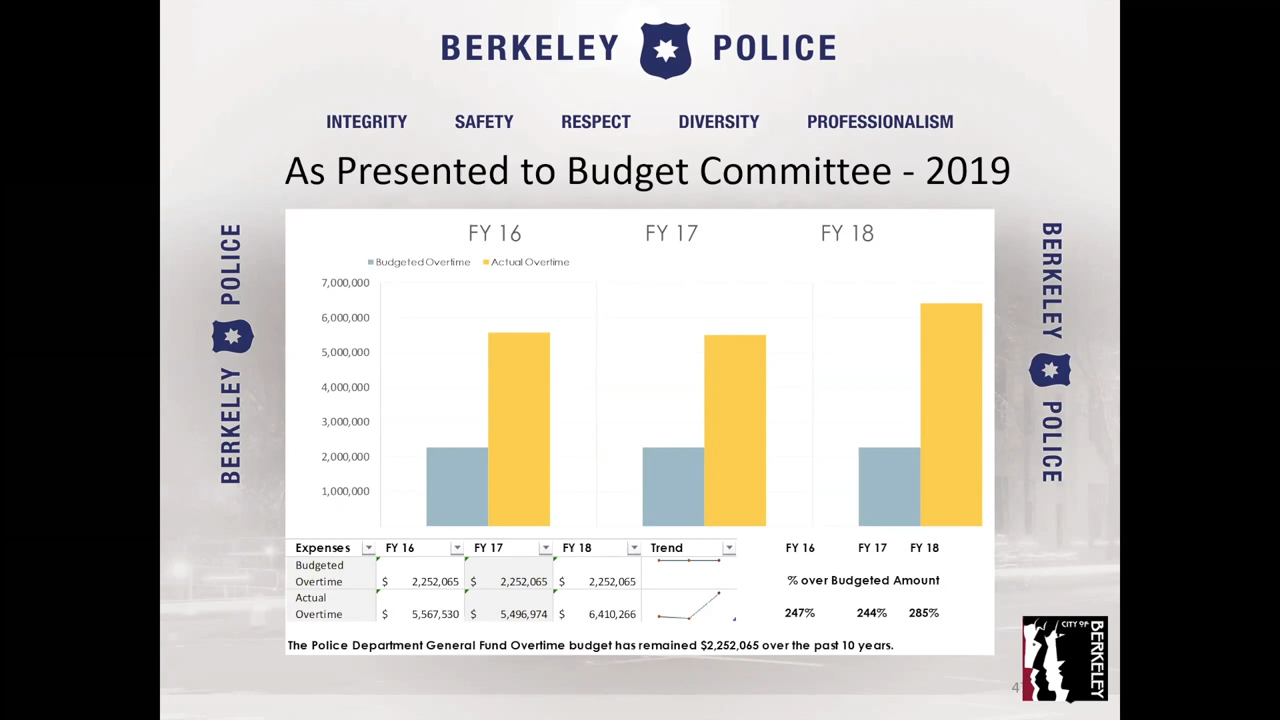 BERKELEY POLICE
INTEGRITY SAFETY RESPECT DIVERSITY PROFESSIONALISM
As Presented to Budget Committee - 2019
BERKELEY POLICE
FY 16 FY 17 FY 18
Budgeted Overtime Actual Overtime
7,000,000
6,000,000
5,000,000
4,000,000
3,000,000
2,000,000
1,000,000
Expenses FY 16 FY 17 FY 18 Trend
Budgeted
Overtime $ 2,252,065 $ 2,252,065 $ 2,252,065
Actual
Overtime $ 5,567,530 $ 5,496,974 $ 6,410,266
FY 16 FY 17 FY 18
% over Budgeted Amount
247% 244% 285%
The Police Department General Fund Overtime budget has remained $2,252,065 over the past 10 years.
BERKELEY POLICE
CITY OF
BERKELEY